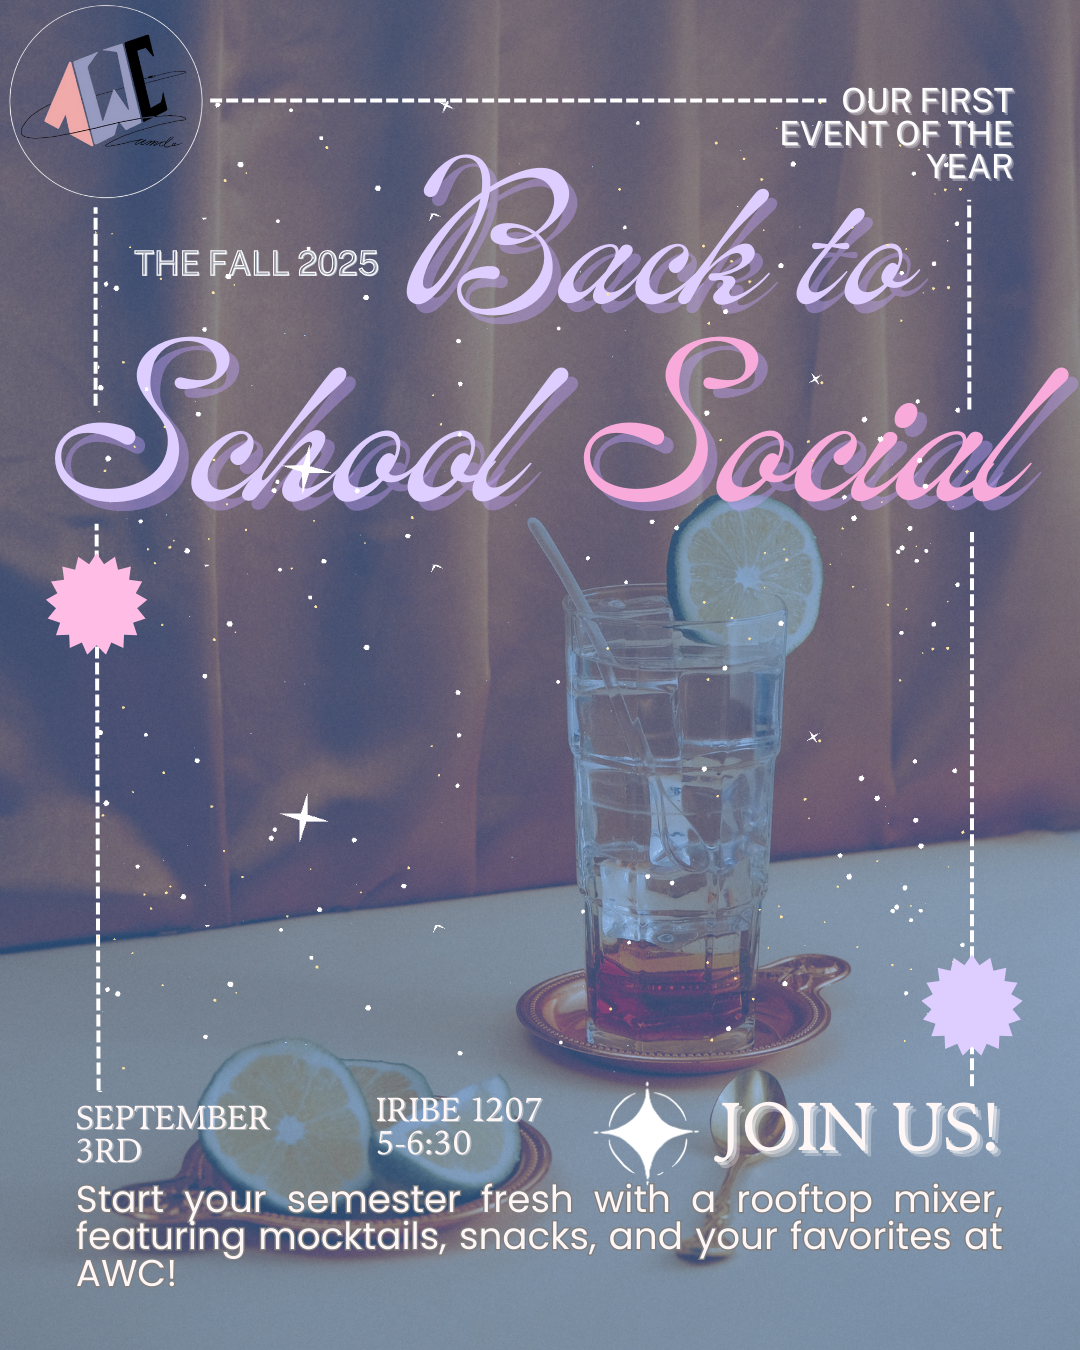 AWC
OUR FIRST
EVENT OF THE
YEAR
THE FALL 2025
Back to
School Social
SEPTEMBER
3RD
IRIBE 1207
5-6:30
JOIN US!
Start your semester fresh with a rooftop mixer,
featuring mocktails, snacks, and your favorites at
AWC!